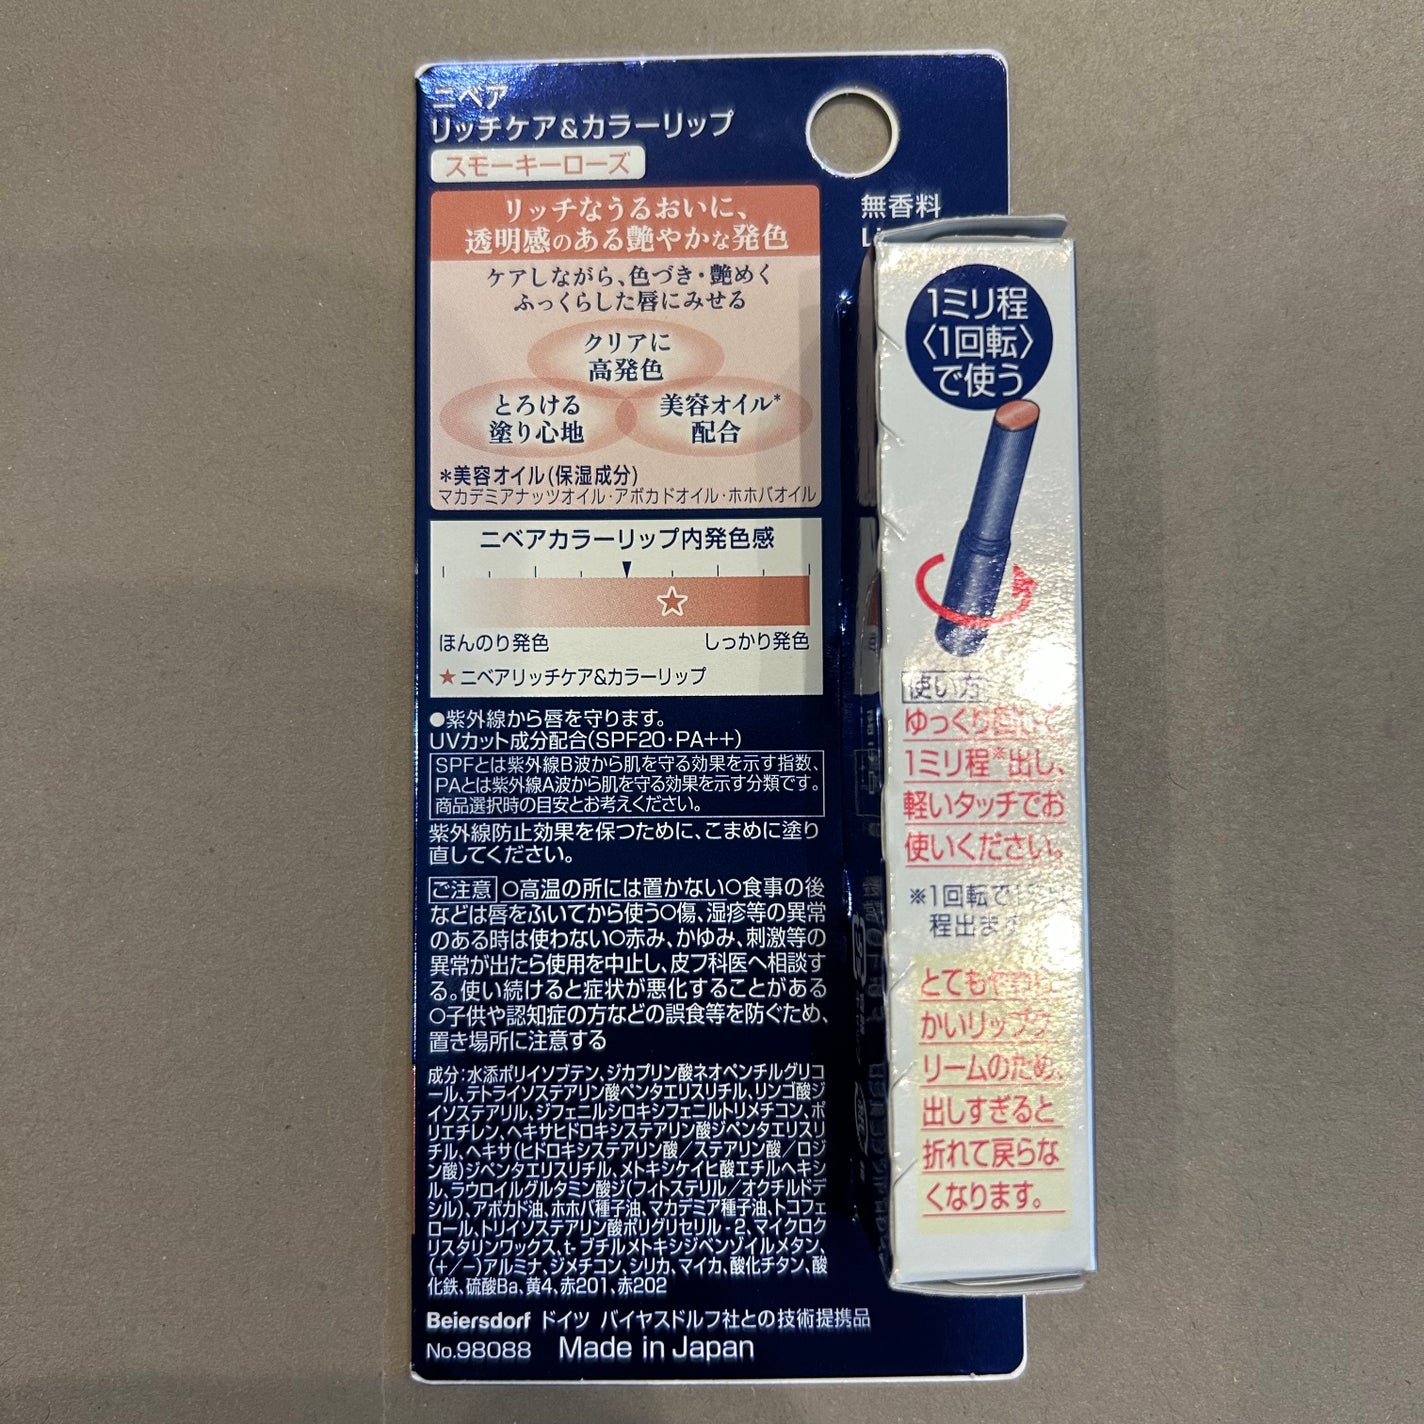 ニベア
リッチケア&カラーリップ
スモーキーローズ
リッチなうるおいに、
透明感のある艶やかな発色
ケアしながら、色づき・艶めく
ふっくらした唇にみせる
クリアに
高発色
とろける
塗り心地
美容オイル*
配合
*美容オイル(保湿成分)
マカデミアナッツオイル・アボカドオイル・ホホバオイル
ニベアカラーリップ内発色感
ほんのり発色
しっかり発色
★ニベアリッチケア&カラーリップ
●紫外線から唇を守ります。
UVカット成分配合(SPF20・PA++)
SPFとは紫外線B波から肌を守る効果を示す指数、
PAとは紫外線A波から肌を守る効果を示す分類です。
商品選択時の目安とお考えください。
紫外線防止効果を保つために、こまめに塗り
直してください。
ご注意 ○高温の所には置かない○食事の後
などは唇をふいてから使う○傷、湿疹等の異常
のある時は使わない○赤み、かゆみ、刺激等の
異常が出たら使用を中止し、皮フ科医へ相談す
る。使い続けると症状が悪化することがある
○子供や認知症の方などの誤食等を防ぐため、
置き場所に注意する
成分:水添ポリイソブテン、ジカプリン酸ネオペンチルグリコ
ール、テトライソステアリン酸ペンタエリスリチル、リンゴ酸ジ
イソステアリル、ジフェニルシロキシフェニルトリメチコン、ポ
リエチレン、ヘキサヒドロキシステアリン酸ジペンタエリスリ
チル、ヘキサ(ヒドロキシステアリン酸/ステアリン酸/ロジ
ン酸)ジペンタエリスリチル、メトキシケイヒ酸エチルヘキシ
ル、ラウロイルグルタミン酸ジ(フィトステリル/オクチルドデ
シル)、アボカド油、ホホバ種子油、マカデミア種子油、トコフェ
ロール、トリイソステアリン酸ポリグリセリル-2、マイクロク
リスタリンワックス、t-ブチルメトキシジベンゾイルメタン、
(+/-)アルミナ、ジメチコン、シリカ、マイカ、酸化チタン、酸
化鉄、硫酸Ba、黄4、赤201、赤202
Beiersdorf ドイツ バイヤスドルフ社との技術提携品
No.98088 Made in Japan
無香料
1ミリ程
〈1回転〉
で使う
使い方
ゆっくり回して
1ミリ程※出し、
軽いタッチでお
使いください。
※1回転で
程出ます
とてもやわら
かいリップク
リームのため、
出しすぎると
折れて戻らな
くなります。